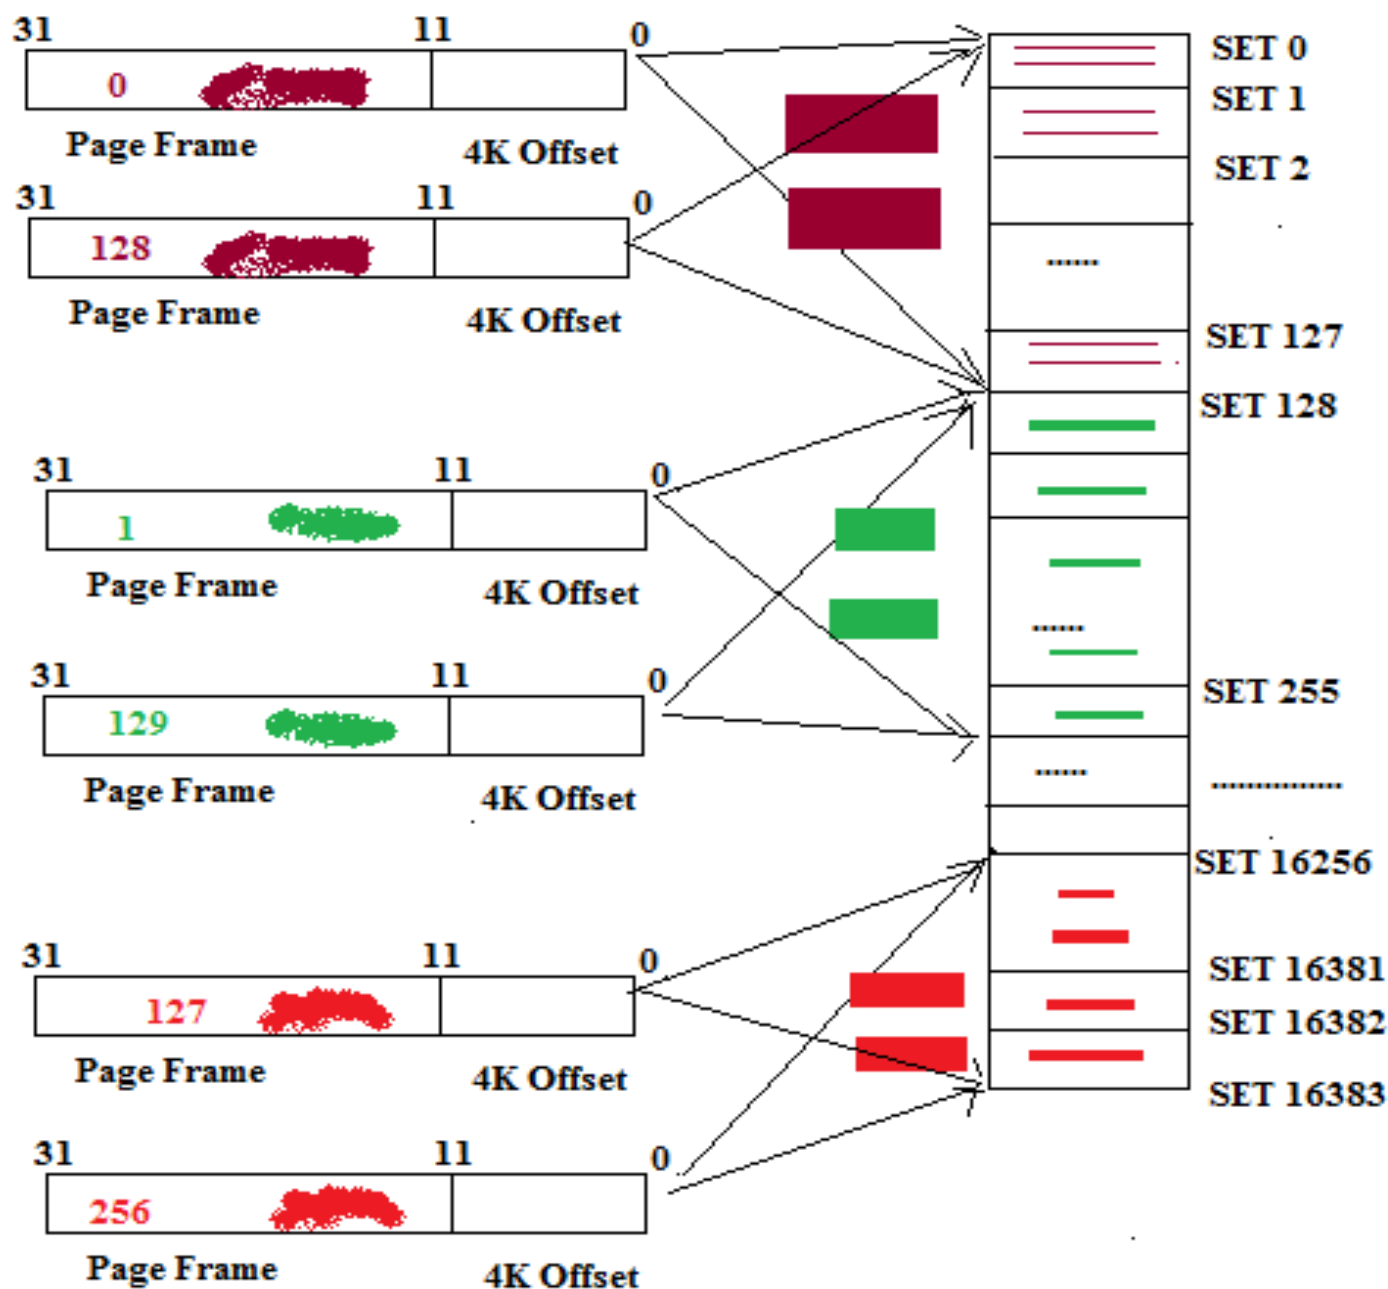 31 11 0
0
Page Frame 4K Offset
31 11 0
128
Page Frame 4K Offset
31 11 0
1
Page Frame 4K Offset
31 11 0
129
Page Frame 4K Offset
31 11 0
127
Page Frame 4K Offset
31 11 0
256
Page Frame 4K Offset
SET 0
SET 1
SET 2
......
SET 127
SET 128
......
SET 255
...... ...............
SET 16256
SET 16381
SET 16382
SET 16383